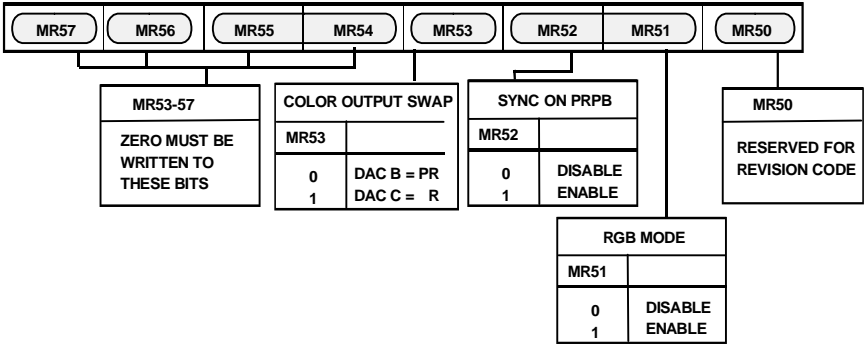 MR57 MR56 MR55 MR54 MR53 MR52 MR51 MR50
MR53-57
ZERO MUST BE
WRITTEN TO
THESE BITS
COLOR OUTPUT SWAP
MR53
0 DAC B = PR
1 DAC C = R
SYNC ON PRPB
MR52
0 DISABLE
1 ENABLE
MR50
RESERVED FOR
REVISION CODE
RGB MODE
MR51
0 DISABLE
1 ENABLE